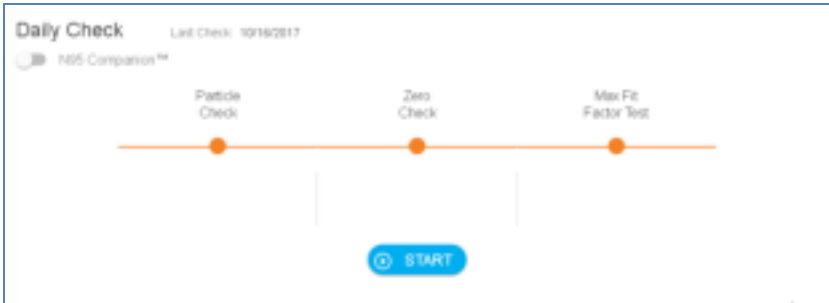 Daily Check Last Check: 10/16/2017
N95 Companion™
Particle
Check
Zero
Check
Max Fit
Factor Test
START